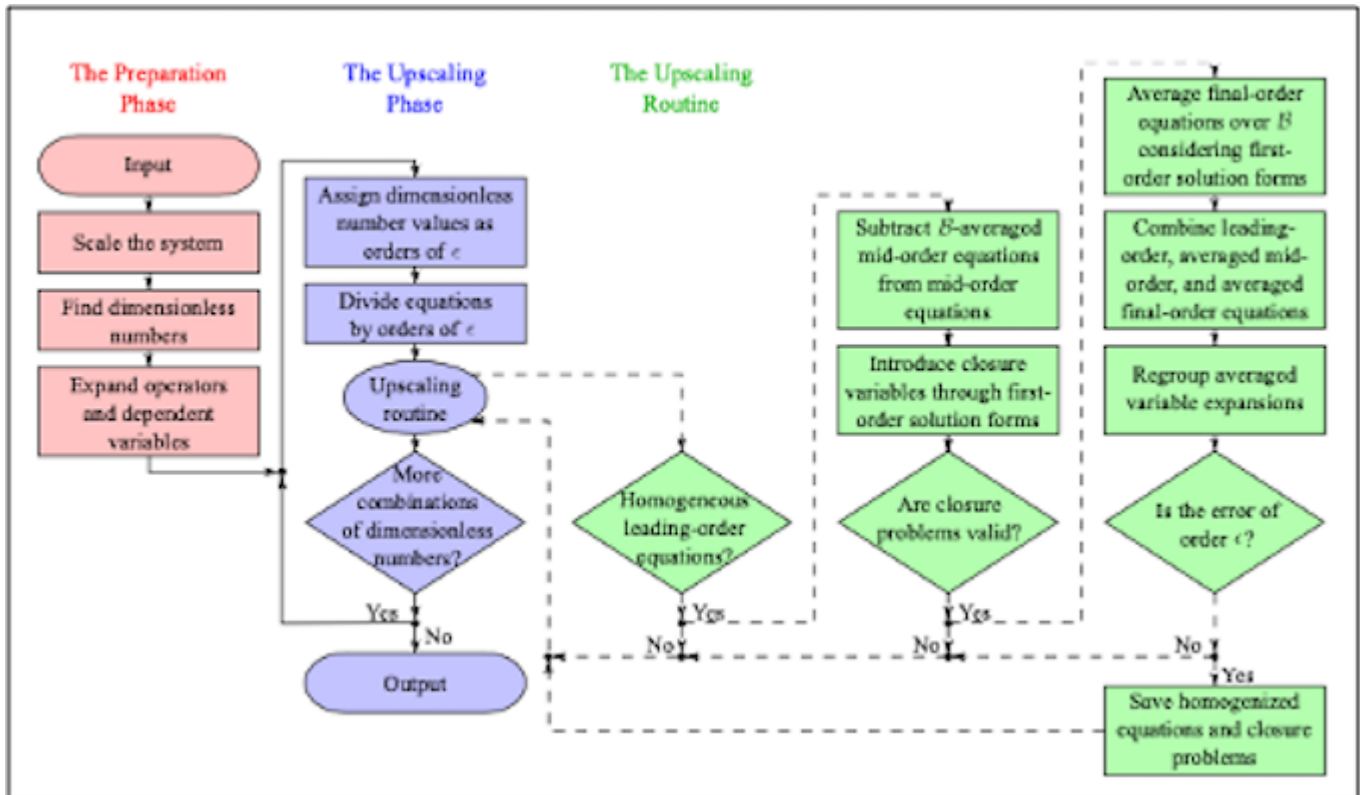 The Preparation
Phase
Input
Scale the system
Find dimensionless
numbers
Expand operators
and dependent
variables
The Upscaling
Phase
Assign dimensionless
number values as
orders of ϵ
Divide equations
by orders of ϵ
Upscaling
routine
More
combinations
of dimensionless
numbers?
Yes
No
Output
The Upscaling
Routine
Homogeneous
leading-order
equations?
Yes
No
Subtract B-averaged
mid-order equations
from mid-order
equations
Introduce closure
variables through first-
order solution forms
Are closure
problems valid?
Yes
No
Average final-order
equations over B
considering first-
order solution forms
Combine leading-
order, averaged mid-
order, and averaged
final-order equations
Regroup averaged
variable expansions
Is the error of
order ϵ?
No
Yes
Save homogenized
equations and closure
problems